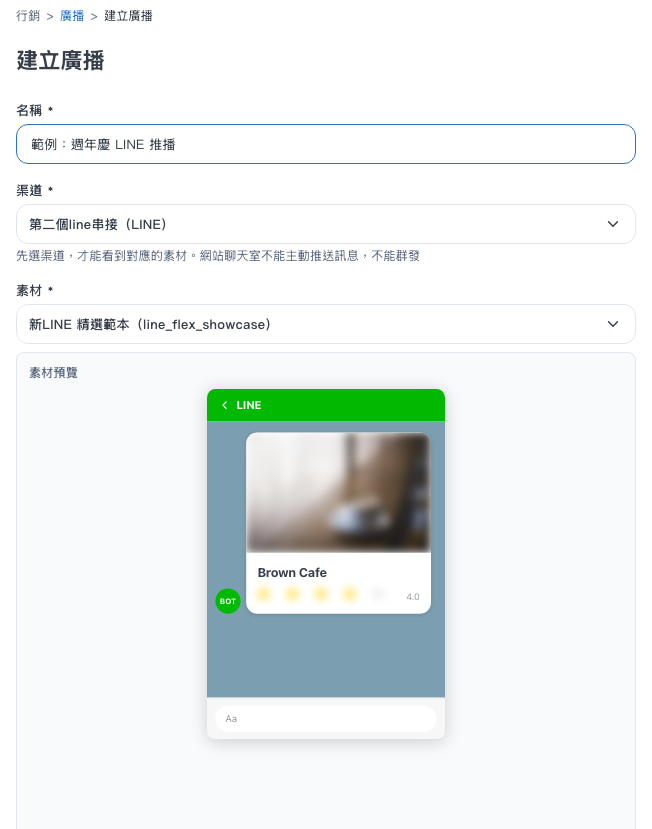 行銷 > 廣播 > 建立廣播
建立廣播
名稱 *
範例：週年慶 LINE 推播
渠道 *
第二個line串接（LINE）
先選渠道，才能看到對應的素材。網站聊天室不能主動推送訊息，不能群發
素材 *
新LINE 精選範本（line_flex_showcase）
素材預覽
LINE
Brown Cafe
4.0
BOT
Aa